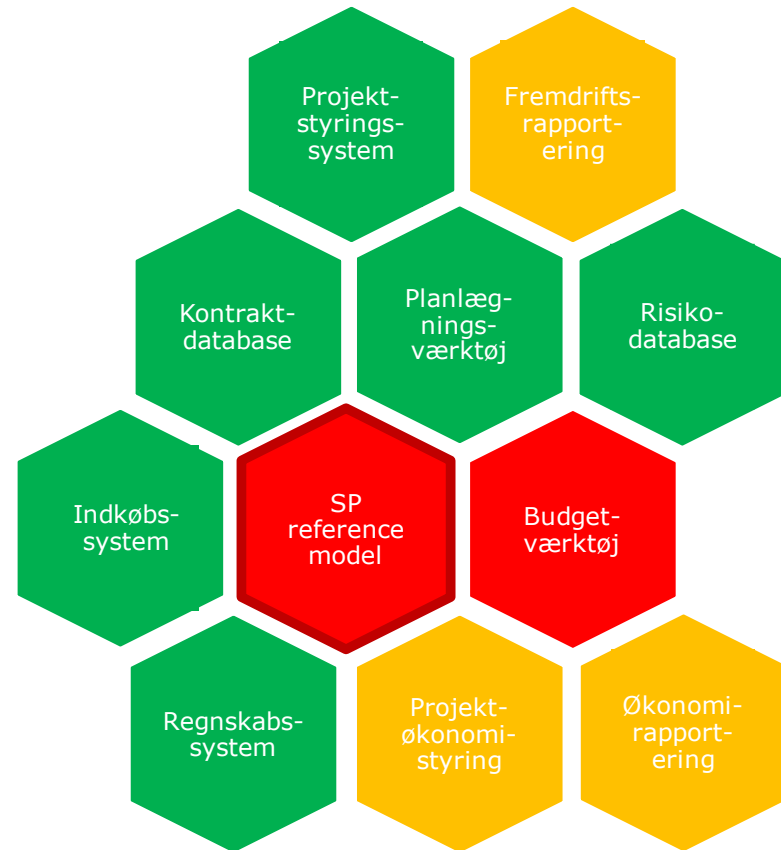 Projekt-
styrings-
system
Fremdrifts-
rapport-
ering
Kontrakt-
database
Planlæg-
nings-
værktøj
Risiko-
database
Indkøbs-
system
SP
reference
model
Budget-
værktøj
Regnskabs-
system
Projekt-
økonomi-
styring
Økonomi-
rapport-
ering